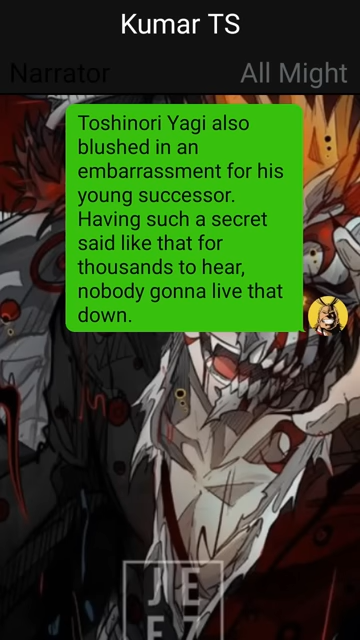 Kumar TS
Narrator
All Might
Toshinori Yagi also
blushed in an
embarrassment for his
young successor.
Having such a secret
said like that for
thousands to hear,
nobody gonna live that
down.